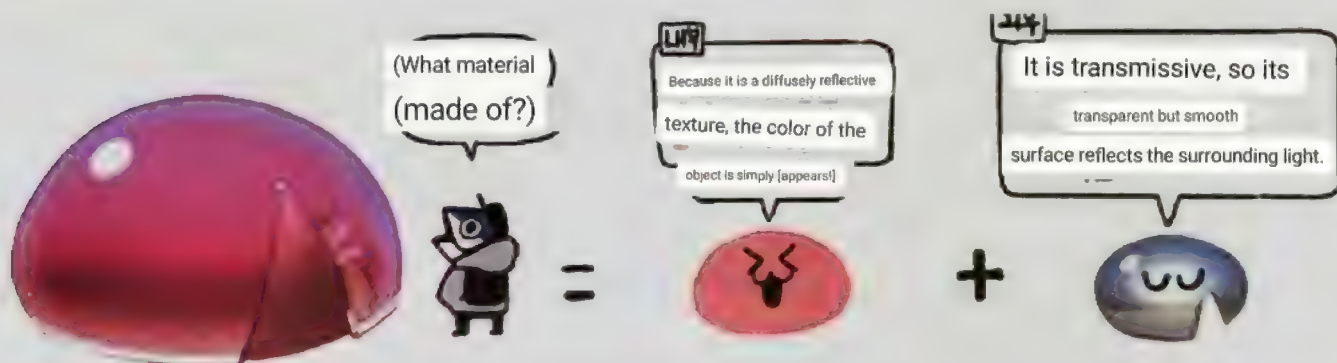 (What material )
(made of?)
Because it is a diffusely reflective
texture, the color of the
object is simply [appears!]
It is transmissive, so its
transparent but smooth
surface reflects the surrounding light.
=
+